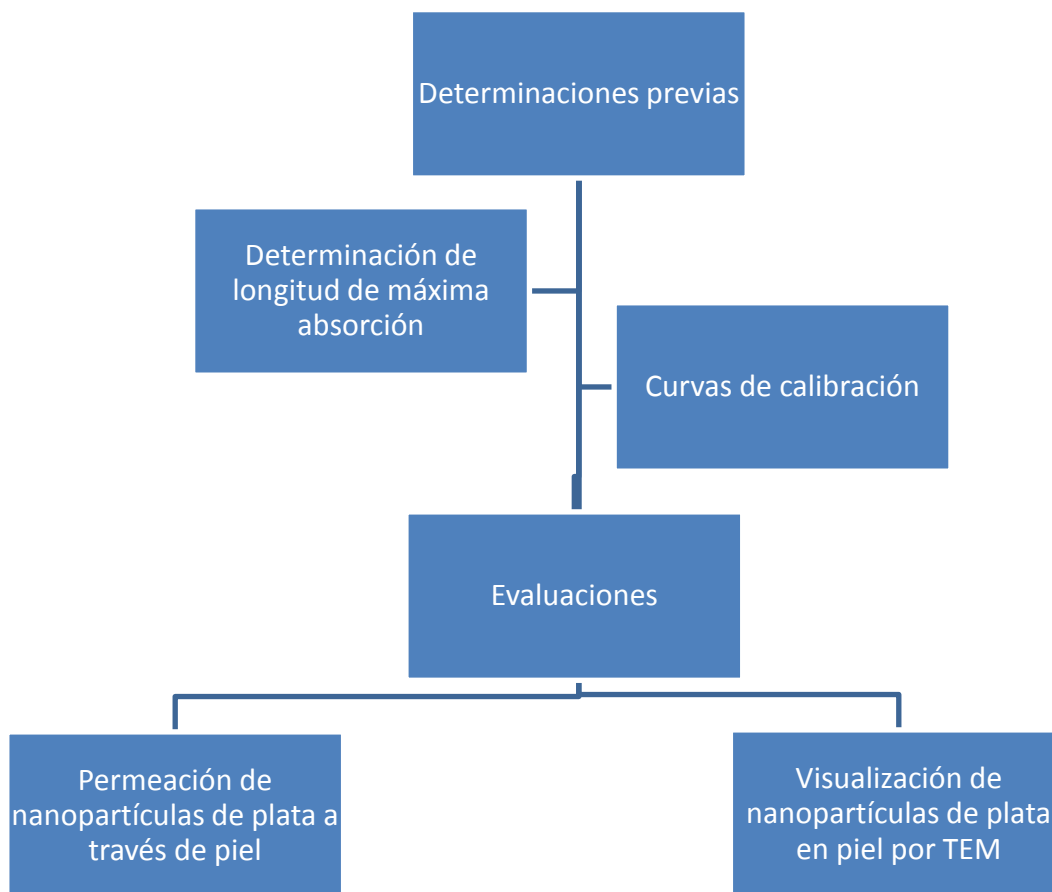 Determinaciones previas
Determinación de
longitud de máxima
absorción
Curvas de calibración
Evaluaciones
Permeación de
nanopartículas de plata a
través de piel
Visualización de
nanopartículas de plata
en piel por TEM